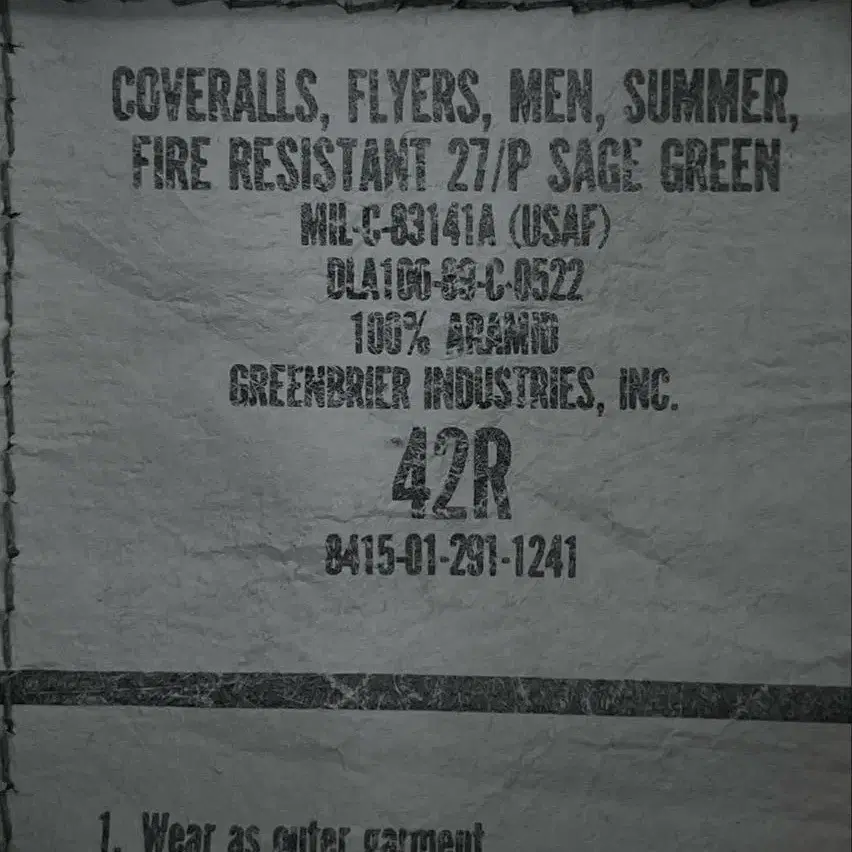 COVERALLS, FLYERS, MEN, SUMMER,
FIRE RESISTANT 27/P SAGE GREEN
MIL-C-83141A (USAF)
DLA100-89-C-0522
100% ARAMID
GREENBRIER INDUSTRIES, INC.
42R
8415-01-291-1241
1. Wear as outer garment